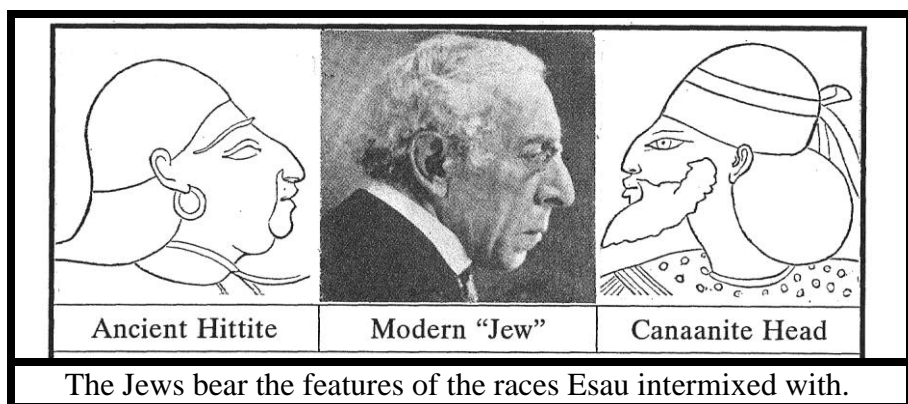 Ancient Hittite
Modern "Jew"
Canaanite Head
The Jews bear the features of the races Esau intermixed with.